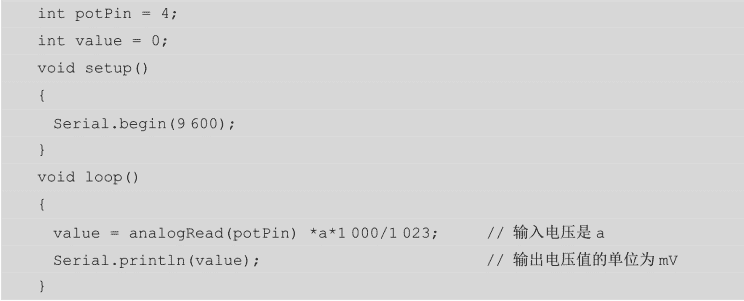 int potPin = 4;
int value = 0;
void setup()
{
Serial.begin(9 600);
}
void loop()
{
value = analogRead(potPin) *a*1 000/1 023; // 输入电压是 a
Serial.println(value); // 输出电压值的单位为 mV
}